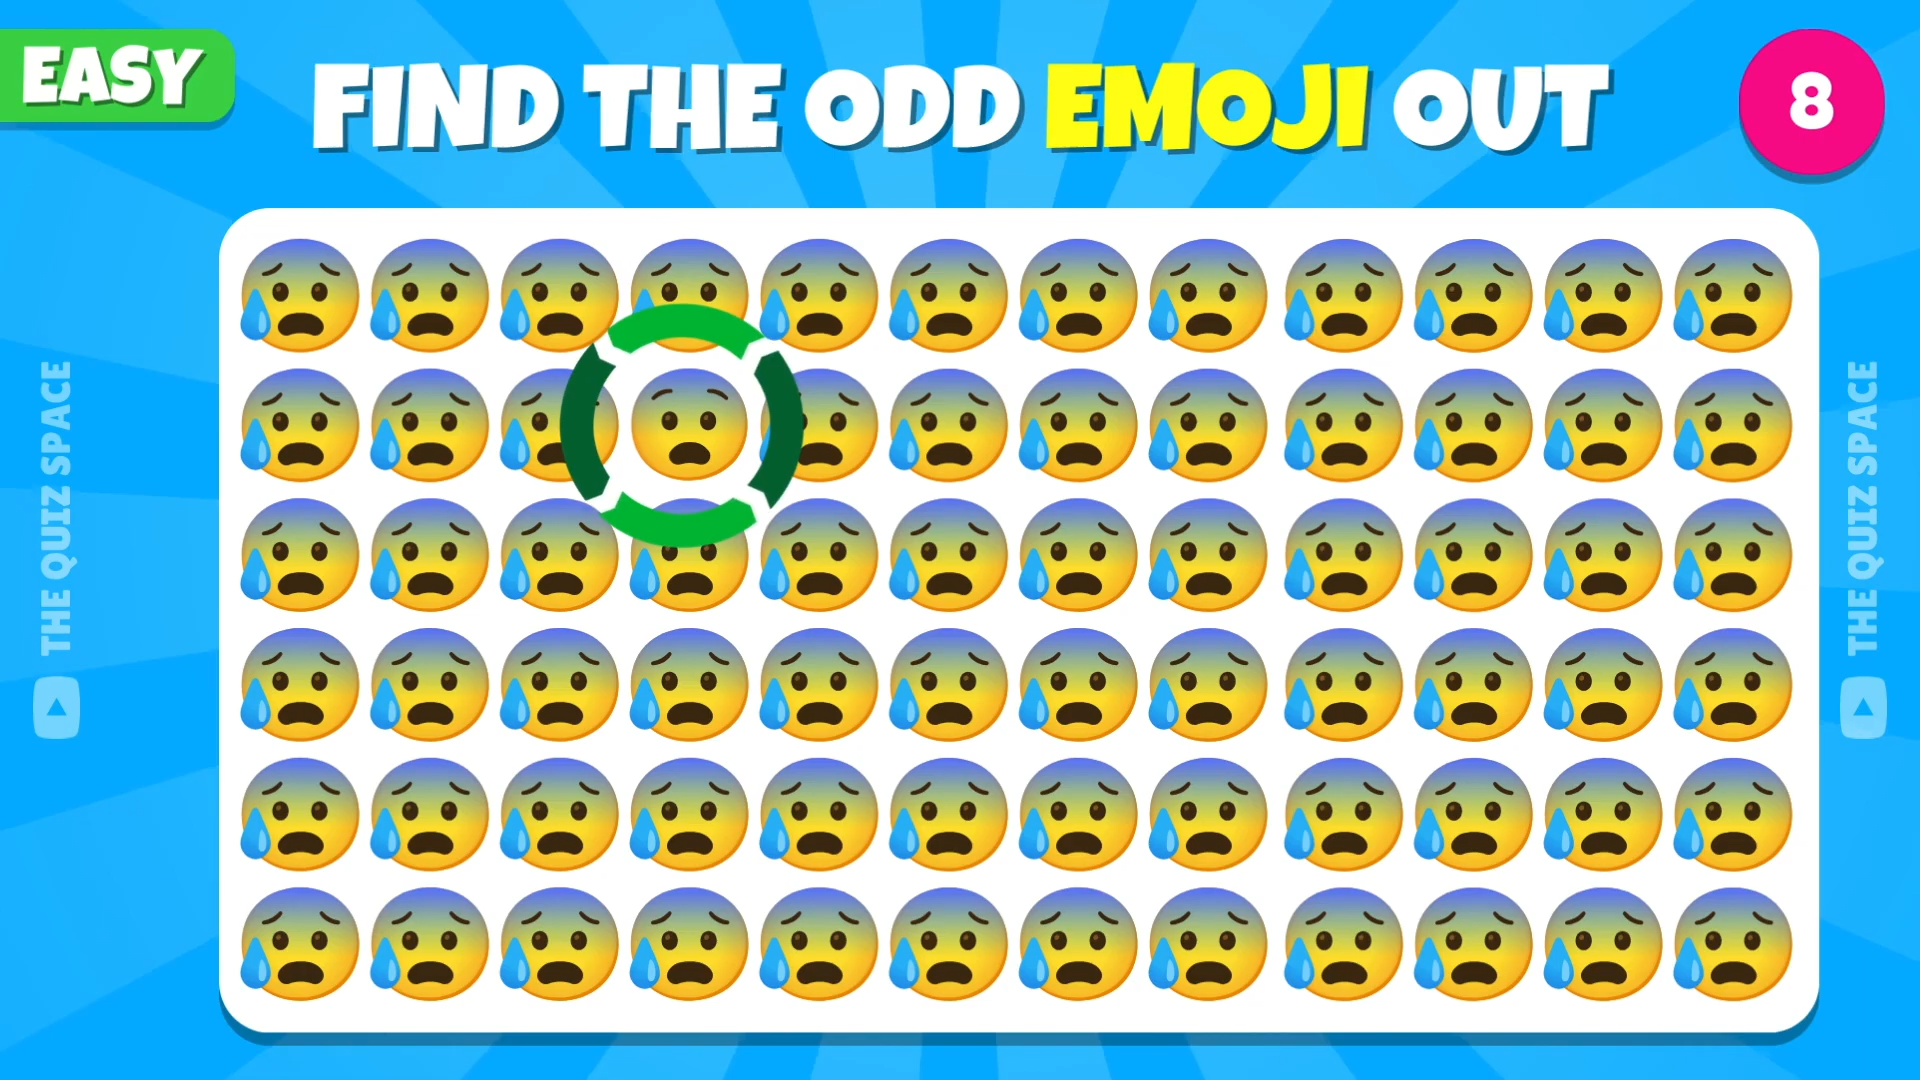 EASY
FIND THE ODD EMOJI OUT
8
THE QUIZ SPACE
THE QUIZ SPACE